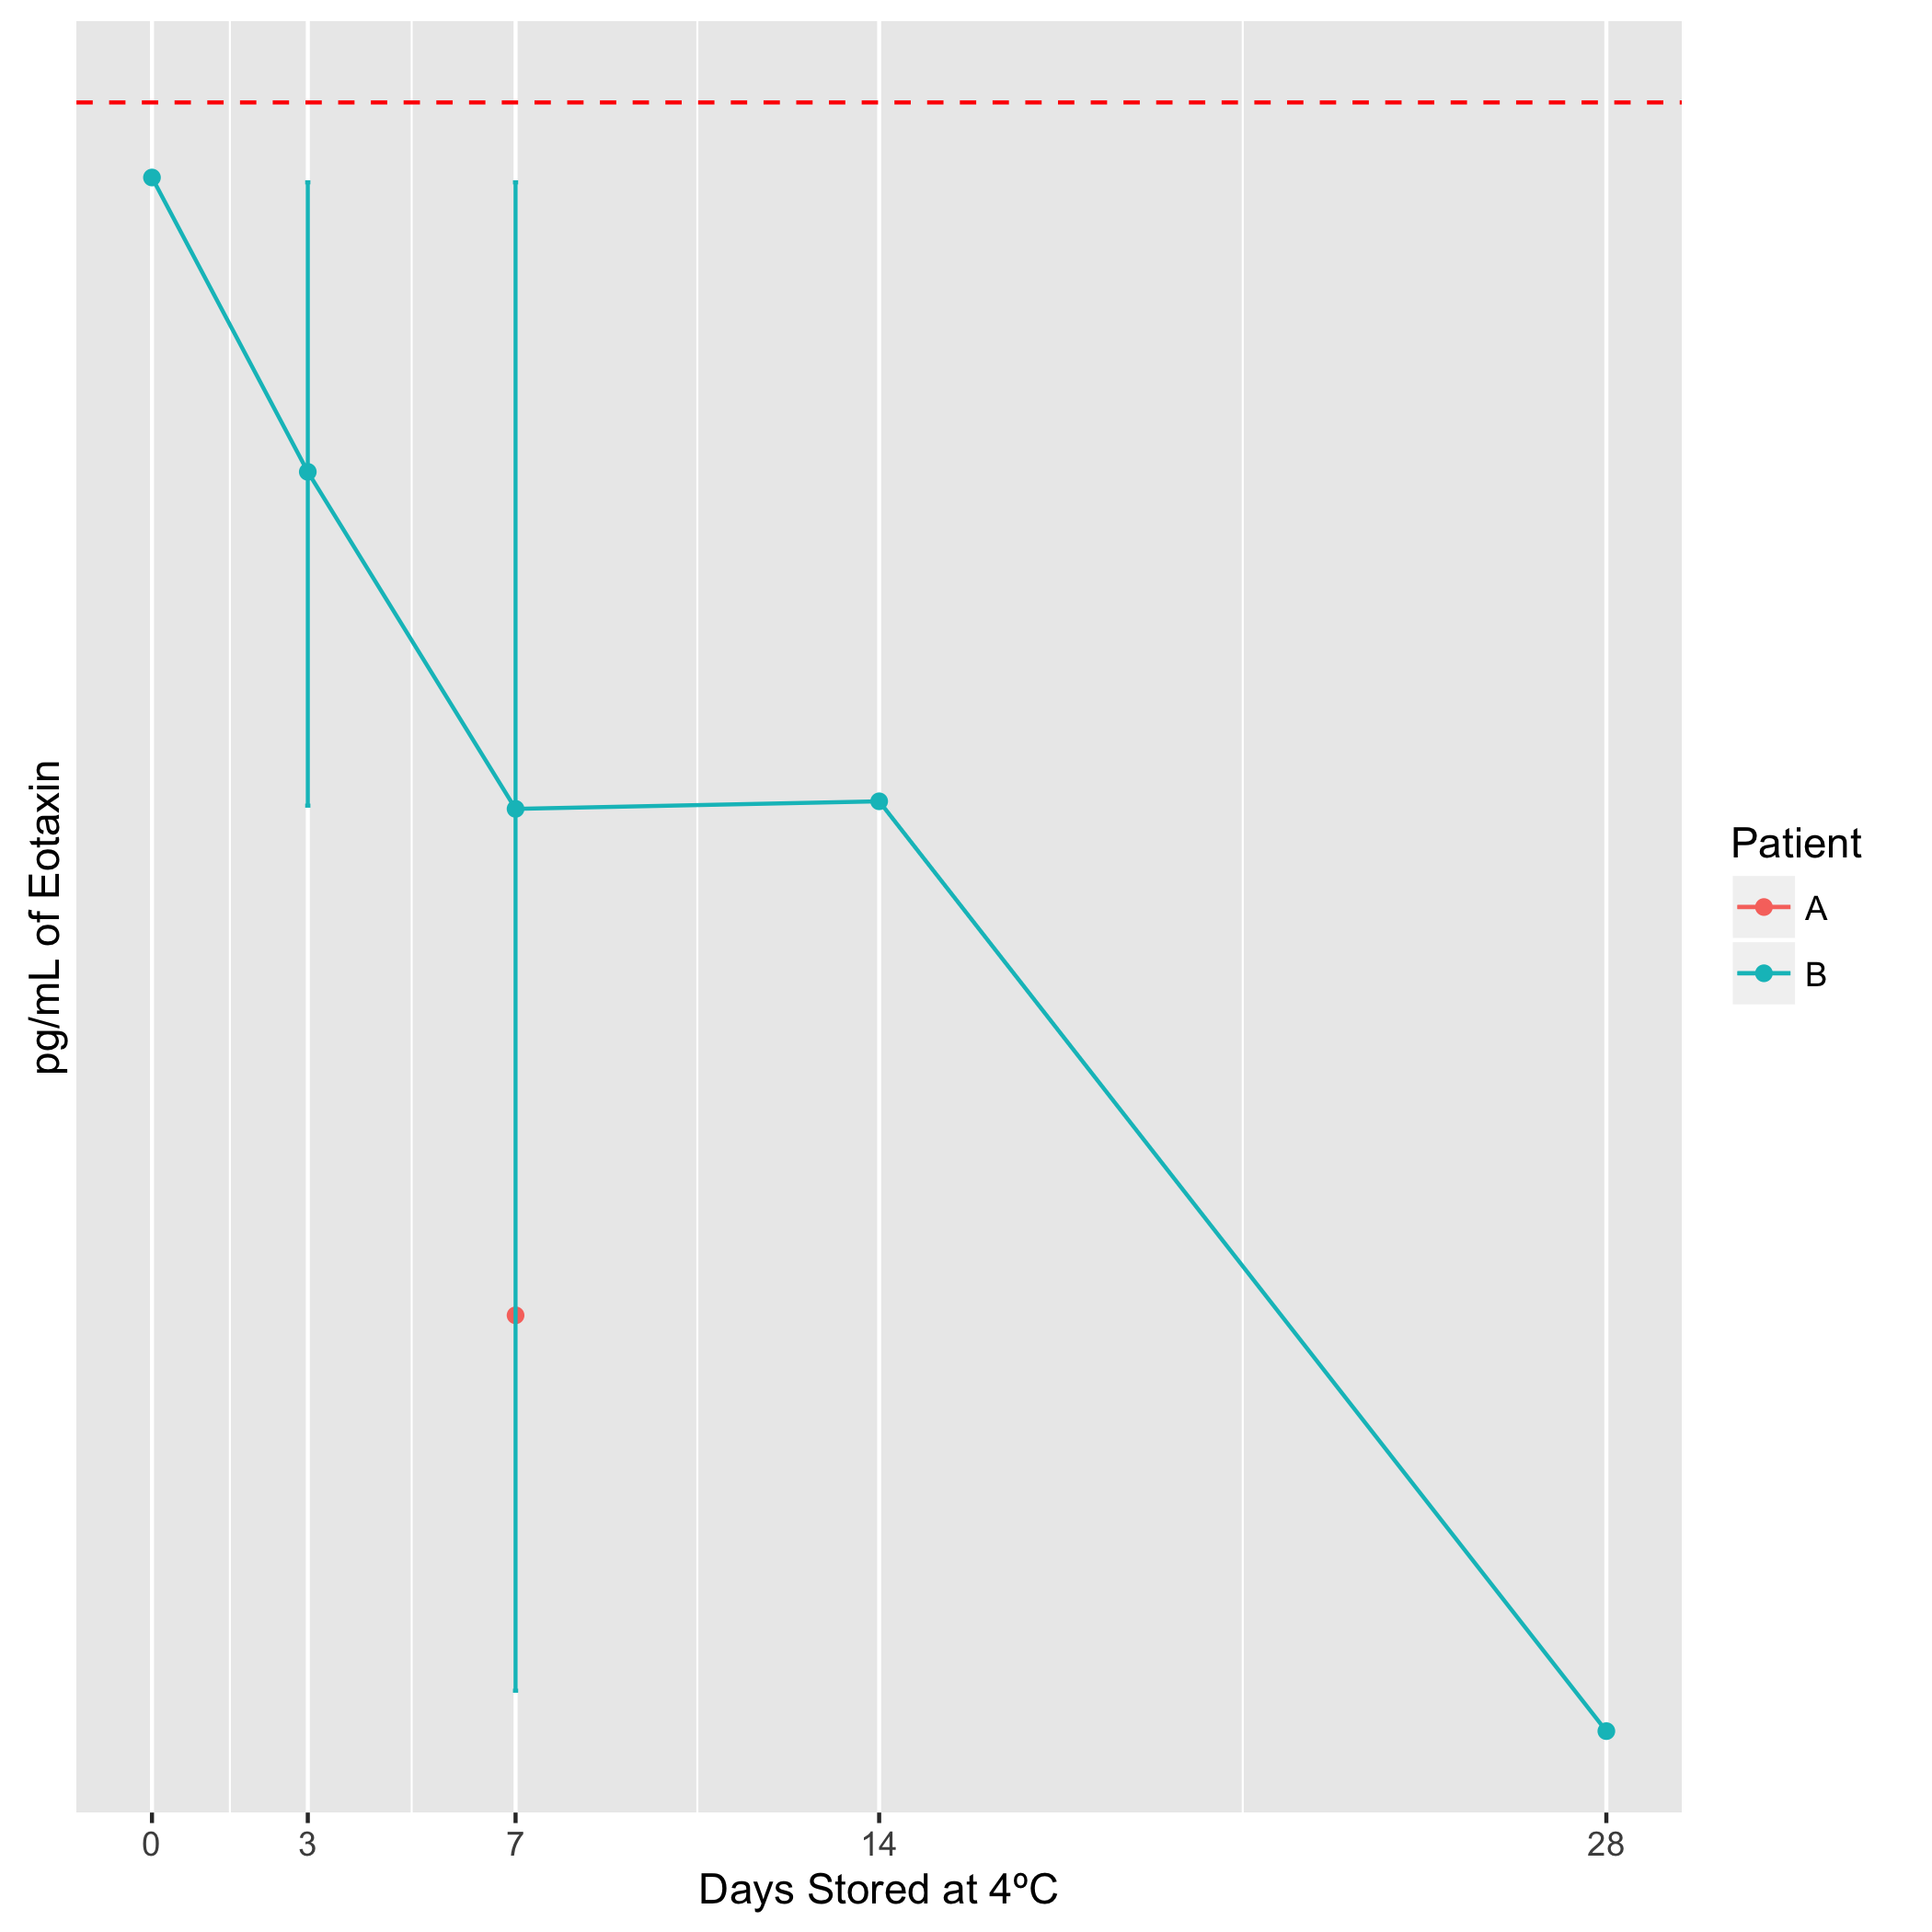 pg/mL of Eotaxin
0 3 7 14 28
Days Stored at 4ºC
Patient
A
B